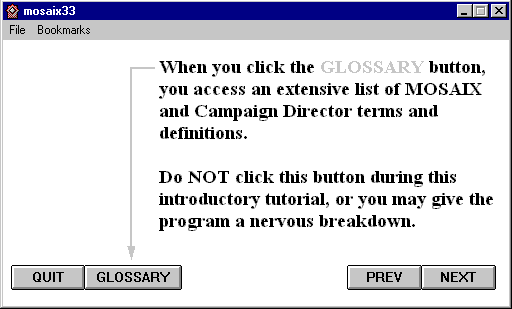 mosaix33
File Bookmarks
When you click the GLOSSARY button,
you access an extensive list of MOSAIX
and Campaign Director terms and
definitions.
Do NOT click this button during this
introductory tutorial, or you may give the
program a nervous breakdown.
QUIT GLOSSARY PREV NEXT